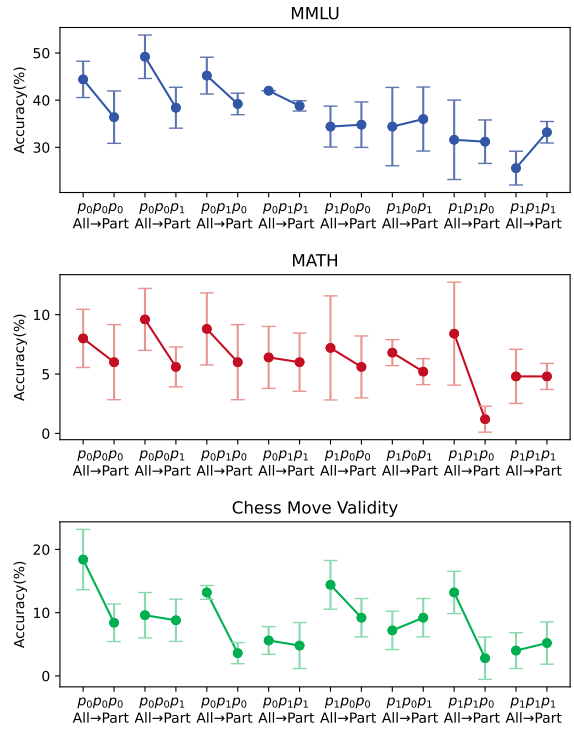 MMLU
Accuracy(%)
50
40
30
p₀p₀p₀ p₀p₀p₁ p₀p₁p₀ p₀p₁p₁ p₁p₀p₀ p₁p₀p₁ p₁p₁p₀ p₁p₁p₁
All→Part All→Part All→Part All→Part All→Part All→Part All→Part All→Part
MATH
Accuracy(%)
10
5
0
p₀p₀p₀ p₀p₀p₁ p₀p₁p₀ p₀p₁p₁ p₁p₀p₀ p₁p₀p₁ p₁p₁p₀ p₁p₁p₁
All→Part All→Part All→Part All→Part All→Part All→Part All→Part All→Part
Chess Move Validity
Accuracy(%)
20
10
0
p₀p₀p₀ p₀p₀p₁ p₀p₁p₀ p₀p₁p₁ p₁p₀p₀ p₁p₀p₁ p₁p₁p₀ p₁p₁p₁
All→Part All→Part All→Part All→Part All→Part All→Part All→Part All→Part